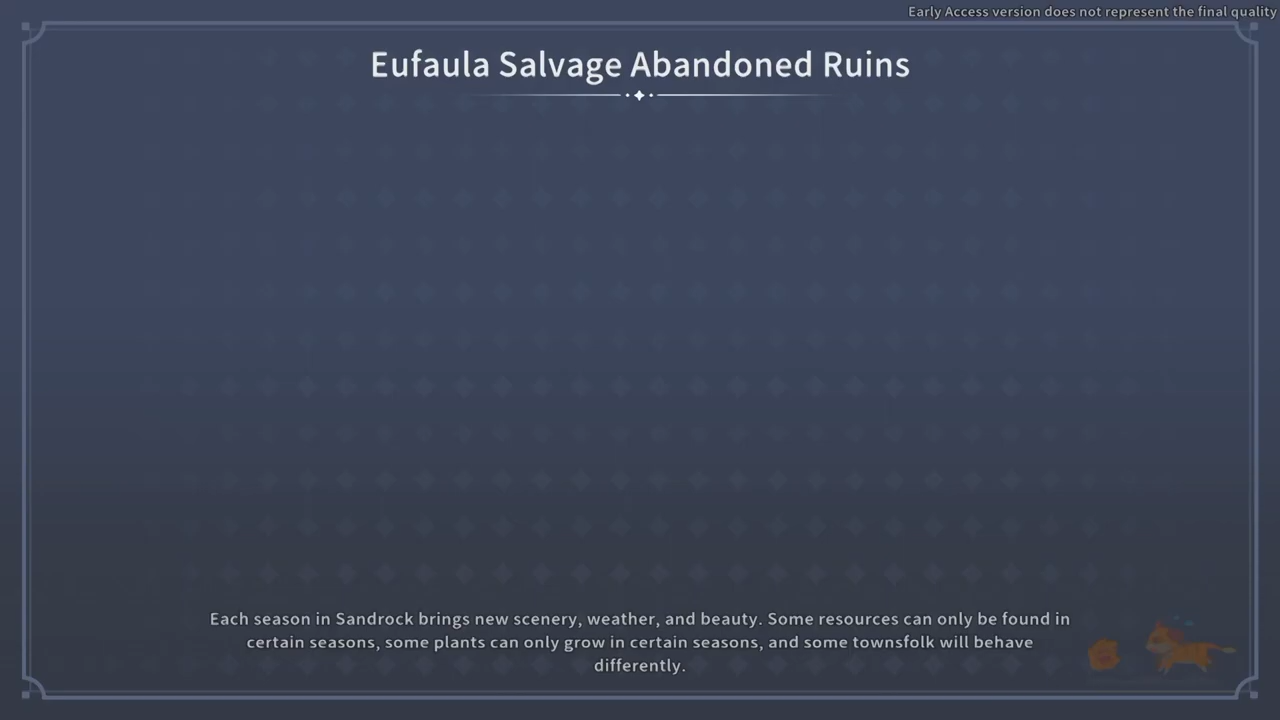 Early Access version does not represent the final quality
Eufaula Salvage Abandoned Ruins
Each season in Sandrock brings new scenery, weather, and beauty. Some resources can only be found in
certain seasons, some plants can only grow in certain seasons, and some townsfolk will behave
differently.